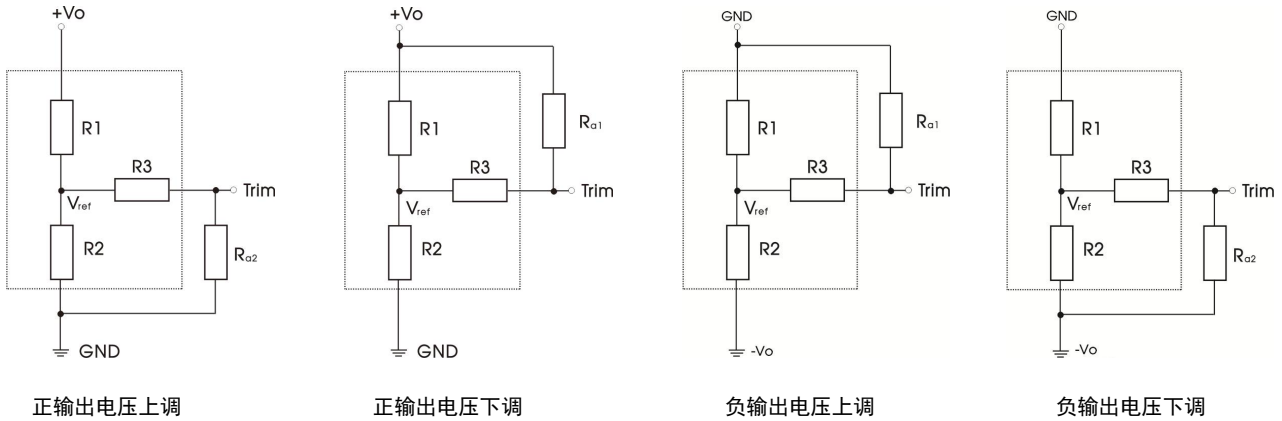 +Vo
R1
R3
Trim
Vref
R2
Ra2
GND
正输出电压上调
+Vo
R1
Ra1
R3
Trim
Vref
R2
GND
正输出电压下调
GND
R1
Ra1
R3
Trim
Vref
R2
-Vo
负输出电压上调
GND
R1
R3
Trim
Vref
R2
Ra2
-Vo
负输出电压下调